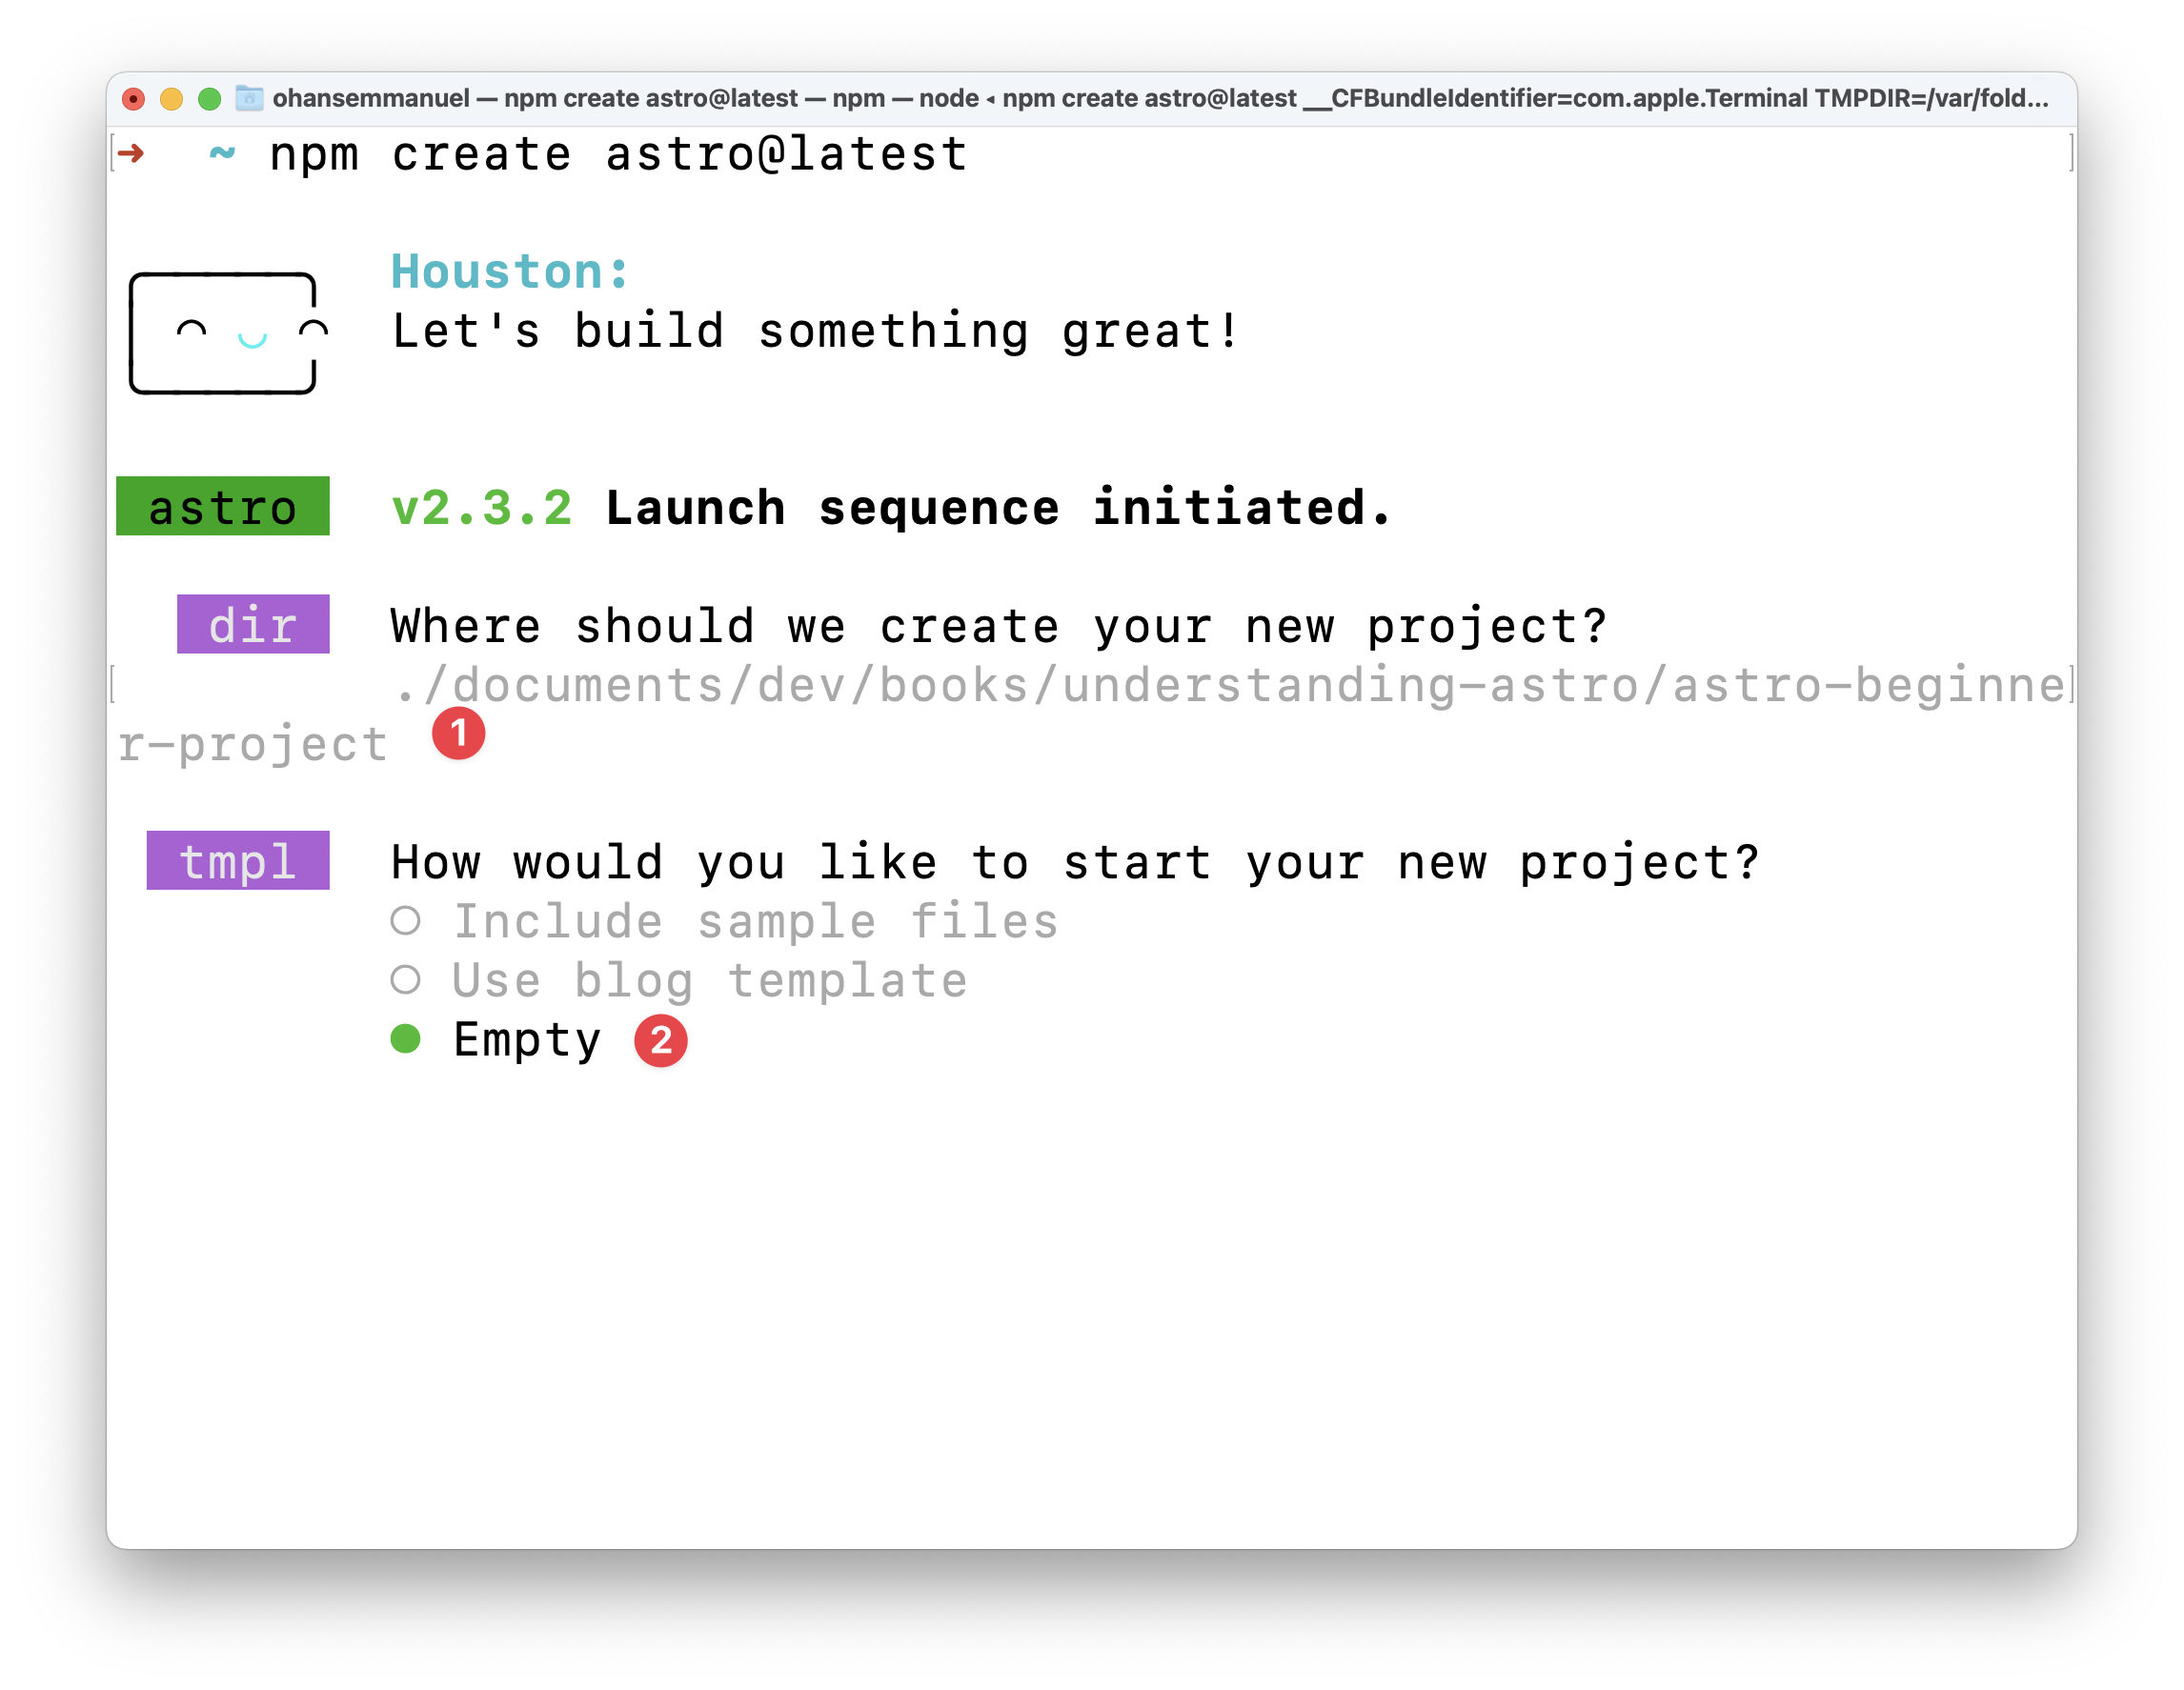 ohansemmanuel — npm create astro@latest — npm — node ◂ npm create astro@latest __CFBundleIdentifier=com.apple.Terminal TMPDIR=/var/fold...
➜ ~ npm create astro@latest
Houston:
Let's build something great!
astro v2.3.2 Launch sequence initiated.
dir Where should we create your new project?
./documents/dev/books/understanding-astro/astro-beginne
r-project 1
tmpl How would you like to start your new project?
○ Include sample files
○ Use blog template
● Empty 2